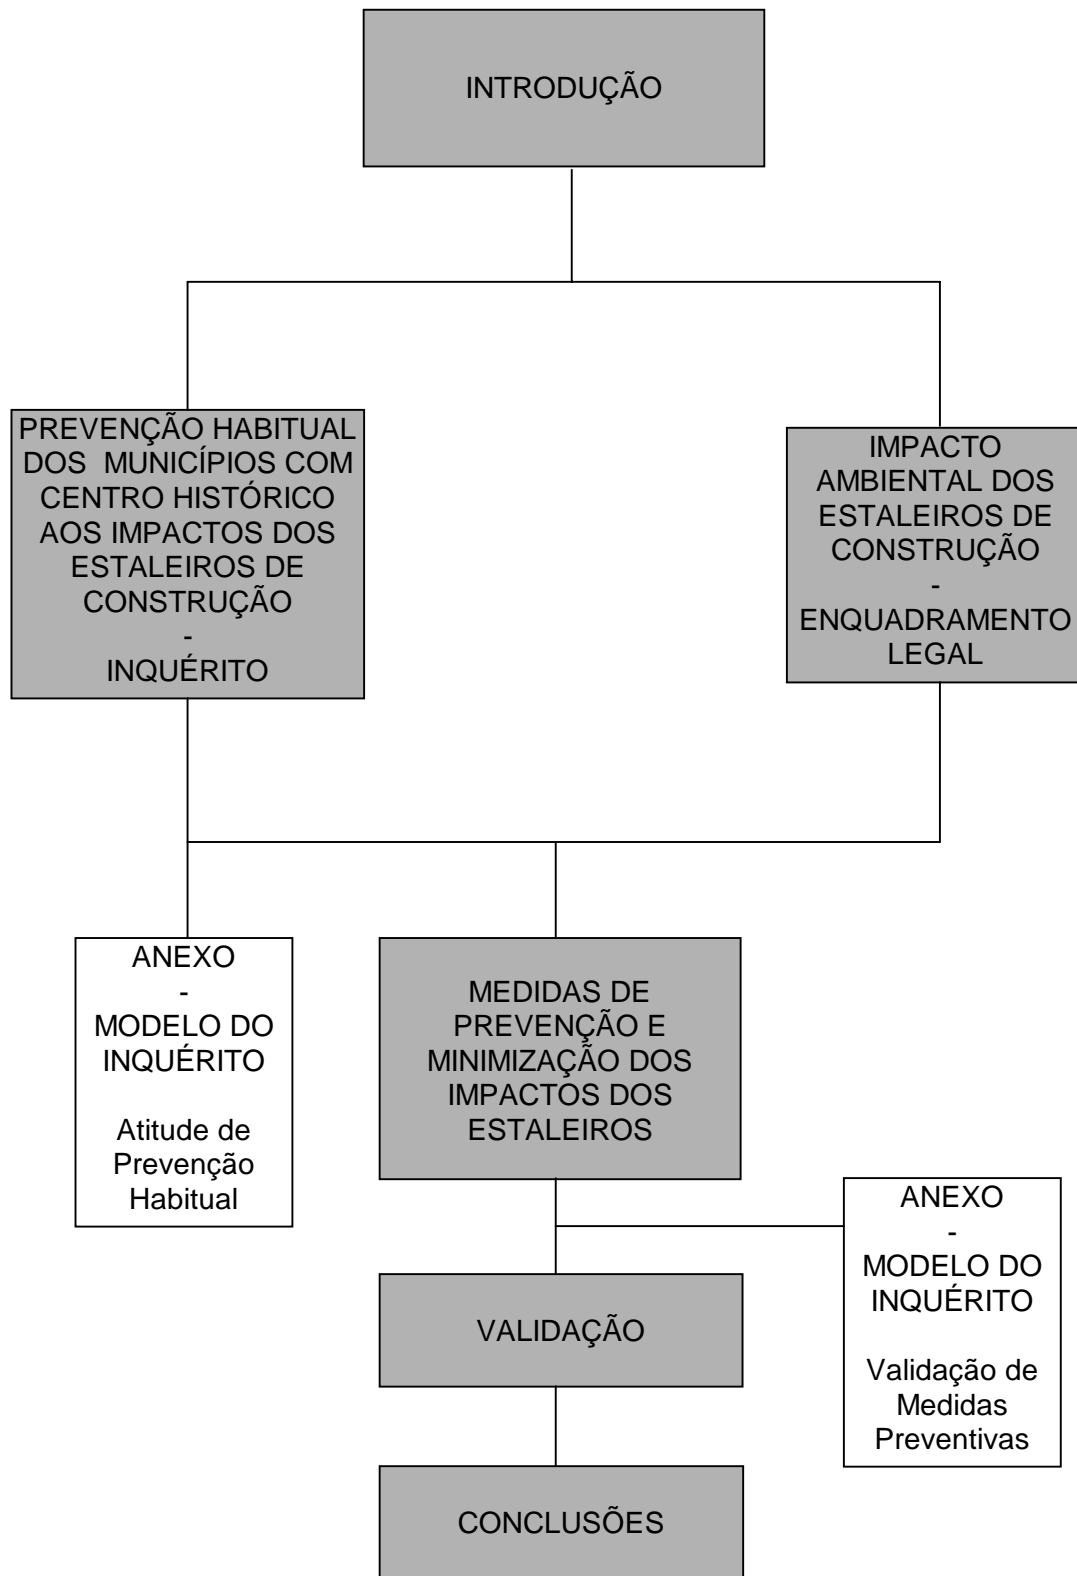 INTRODUÇÃO
PREVENÇÃO HABITUAL
DOS MUNICÍPIOS COM
CENTRO HISTÓRICO
AOS IMPACTOS DOS
ESTALEIROS DE
CONSTRUÇÃO
-
INQUÉRITO
IMPACTO
AMBIENTAL DOS
ESTALEIROS DE
CONSTRUÇÃO
-
ENQUADRAMENTO
LEGAL
ANEXO
-
MODELO DO
INQUÉRITO
Atitude de
Prevenção
Habitual
MEDIDAS DE
PREVENÇÃO E
MINIMIZAÇÃO DOS
IMPACTOS DOS
ESTALEIROS
ANEXO
-
MODELO DO
INQUÉRITO
Validação de
Medidas
Preventivas
VALIDAÇÃO
CONCLUSÕES